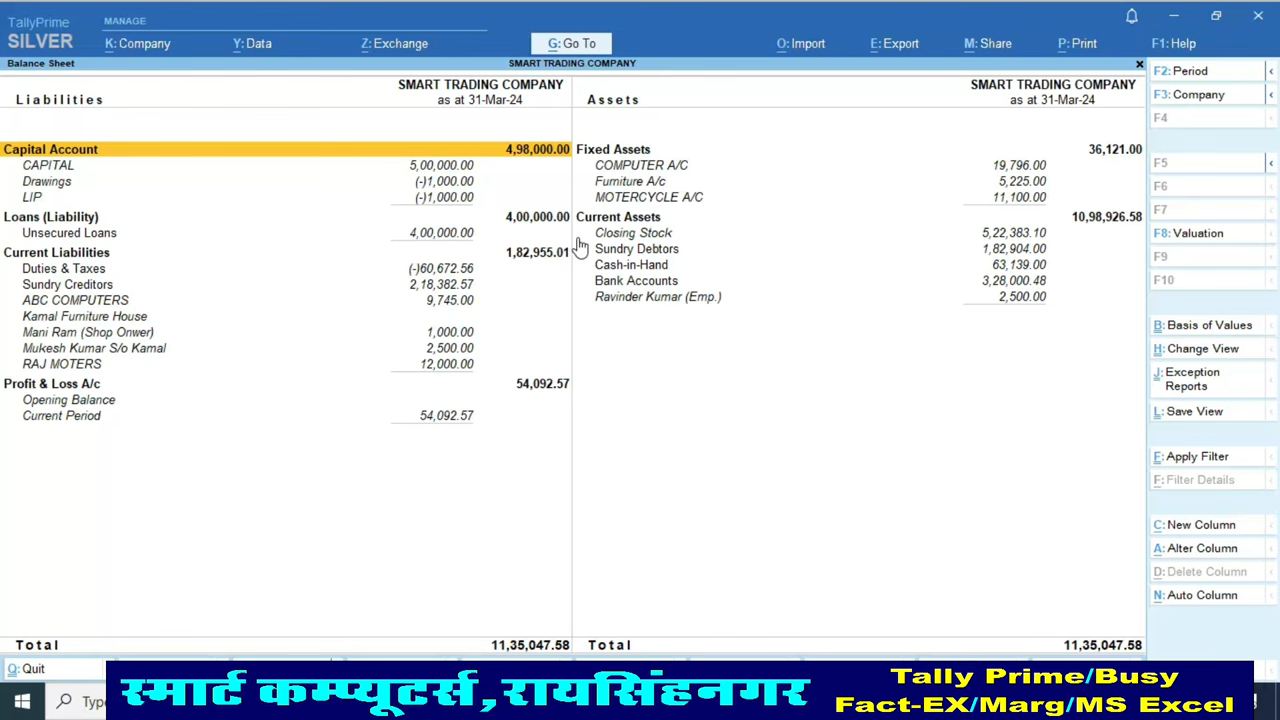 TallyPrime
SILVER
MANAGE
K: Company
Y: Data
Z: Exchange
G: Go To
O: Import
E: Export
M: Share
P: Print
F1: Help
Balance Sheet
SMART TRADING COMPANY
×
Liabilities
SMART TRADING COMPANY
as at 31-Mar-24
Capital Account 4,98,000.00
CAPITAL 5,00,000.00
Drawings (-)1,000.00
LIP (-)1,000.00
Loans (Liability) 4,00,000.00
Unsecured Loans 4,00,000.00
Current Liabilities 1,82,955.01
Duties & Taxes (-)60,672.56
Sundry Creditors 2,18,382.57
ABC COMPUTERS 9,745.00
Kamal Furniture House
Mani Ram (Shop Onwer) 1,000.00
Mukesh Kumar S/o Kamal 2,500.00
RAJ MOTERS 12,000.00
Profit & Loss A/c 54,092.57
Opening Balance
Current Period 54,092.57
Total 11,35,047.58
Assets
SMART TRADING COMPANY
as at 31-Mar-24
Fixed Assets 36,121.00
COMPUTER A/C 19,796.00
Furniture A/c 5,225.00
MOTERCYCLE A/C 11,100.00
Current Assets 10,98,926.58
Closing Stock 5,22,383.10
Sundry Debtors 1,82,904.00
Cash-in-Hand 63,139.00
Bank Accounts 3,28,000.48
Ravinder Kumar (Emp.) 2,500.00
Total 11,35,047.58
F2: Period
F3: Company
F4
F5
F6
F7
F8: Valuation
F9
F10
B: Basis of Values
H: Change View
J: Exception
Reports
L: Save View
F: Apply Filter
F: Filter Details
C: New Column
A: Alter Column
D: Delete Column
N: Auto Column
Q: Quit
Type
स्मार्ट कम्प्यूटर्स,रायसिंहनगर
Tally Prime/Busy
Fact-EX/Marg/MS Excel